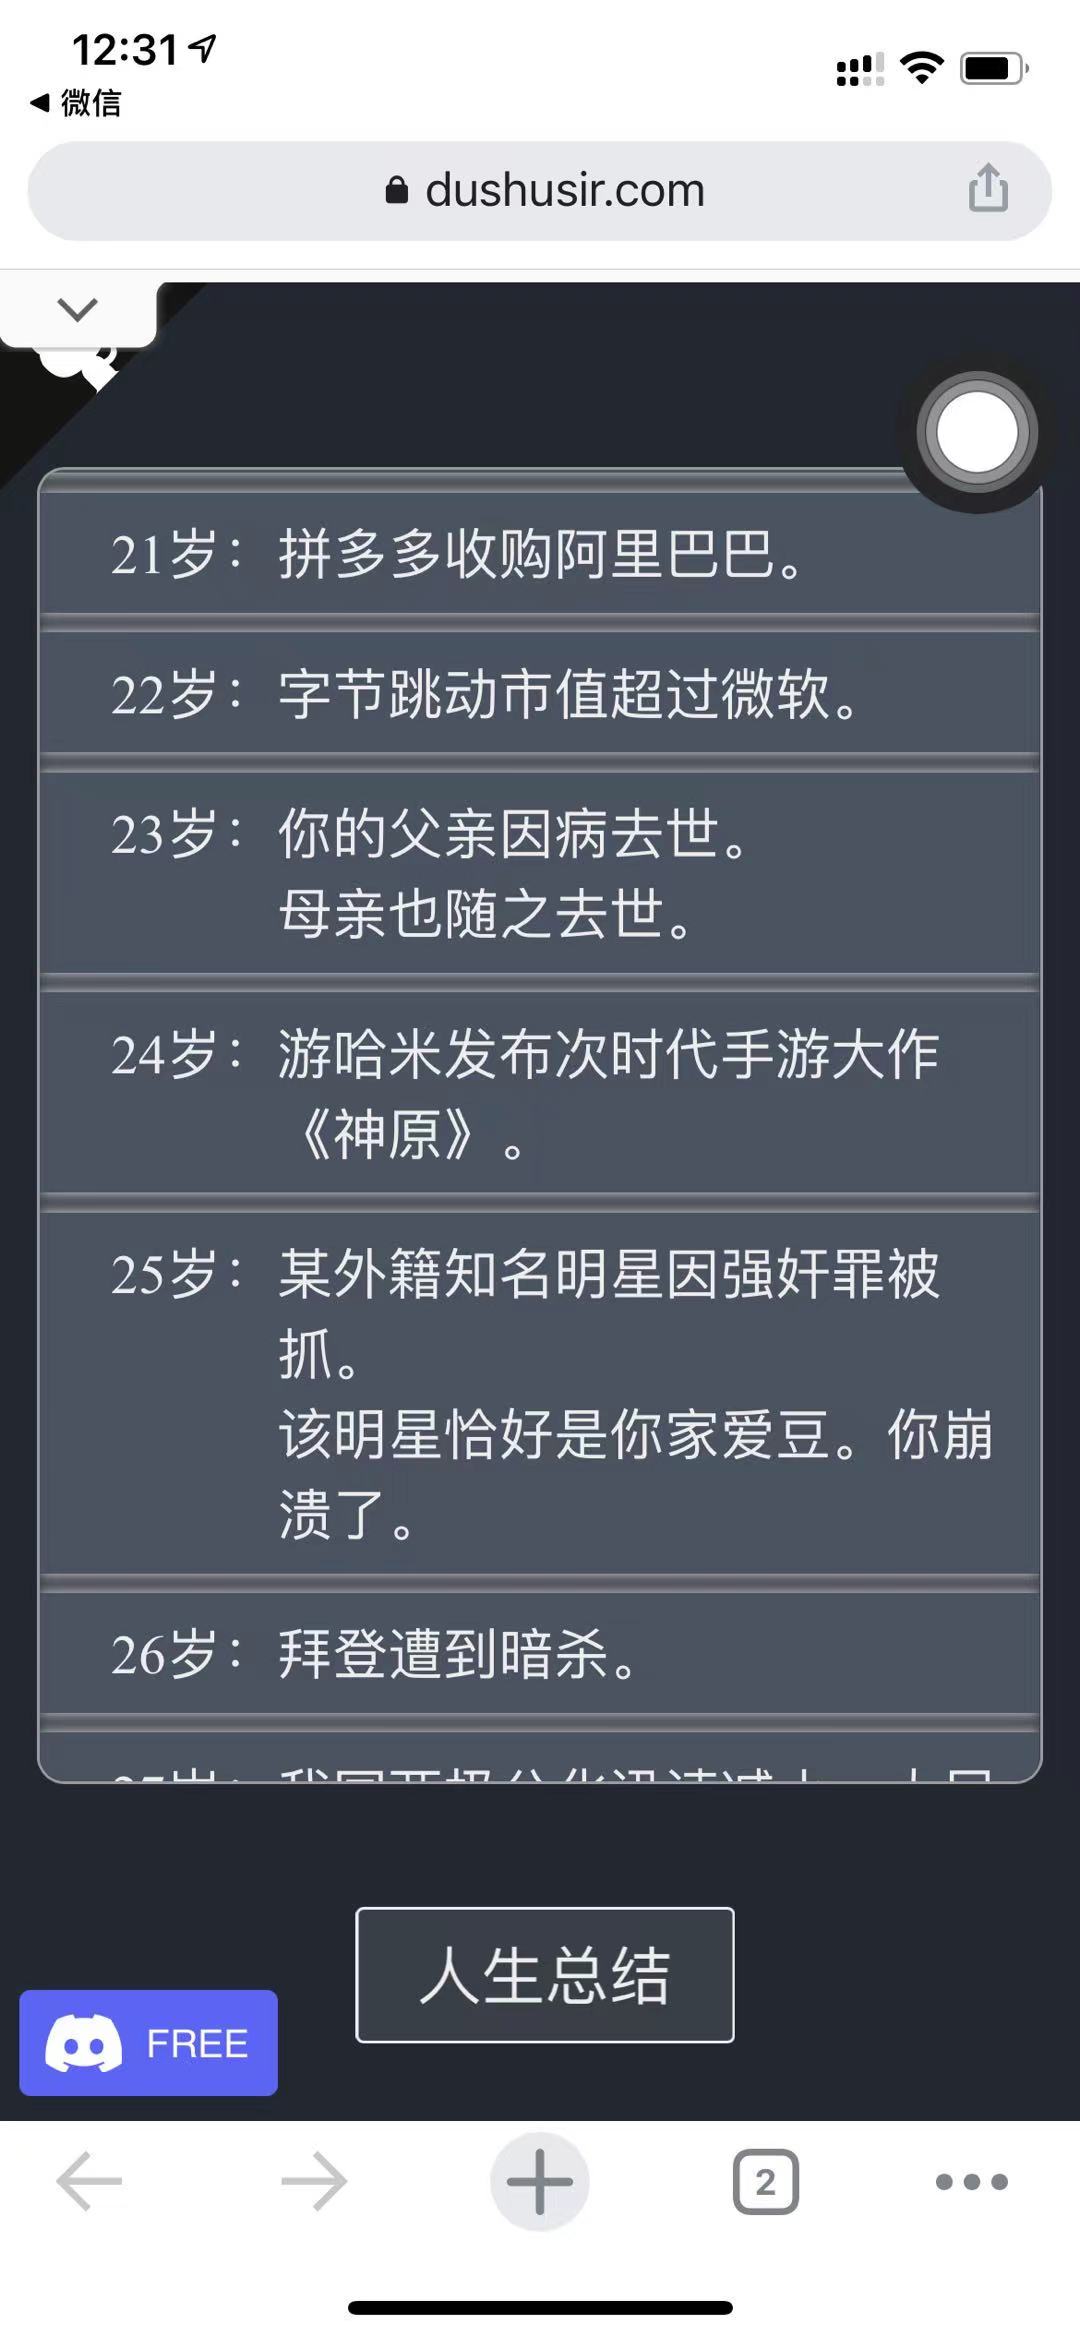 12:31
微信
dushusir.com
21岁：拼多多收购阿里巴巴。
22岁：字节跳动市值超过微软。
23岁：你的父亲因病去世。
母亲也随之去世。
24岁：游哈米发布次时代手游大作
《神原》。
25岁：某外籍知名明星因强奸罪被
抓。
该明星恰好是你家爱豆。你崩
溃了。
26岁：拜登遭到暗杀。
人生总结
FREE
2